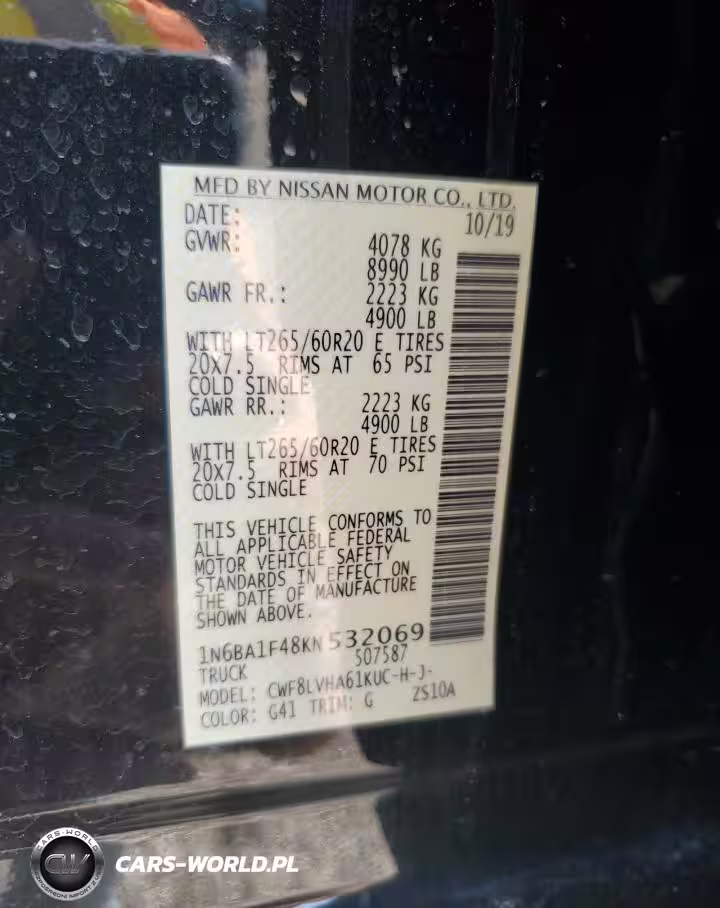 MFD BY NISSAN MOTOR CO., LTD.
DATE: 10/19
GVWR: 4078 KG
8990 LB
GAWR FR.: 2223 KG
4900 LB
WITH LT265/60R20 E TIRES
20X7.5 RIMS AT 65 PSI
COLD SINGLE
GAWR RR.: 2223 KG
4900 LB
WITH LT265/60R20 E TIRES
20X7.5 RIMS AT 70 PSI
COLD SINGLE
THIS VEHICLE CONFORMS TO
ALL APPLICABLE FEDERAL
MOTOR VEHICLE SAFETY
STANDARDS IN EFFECT ON
THE DATE OF MANUFACTURE
SHOWN ABOVE.
1N6BA1F48KN532069
507587
TRUCK
MODEL: CWF8LVHA61KUC-H-J-
COLOR: G41 TRIM: G ZS10A
CARS-WORLD
CW
CARS-WORLD.PL